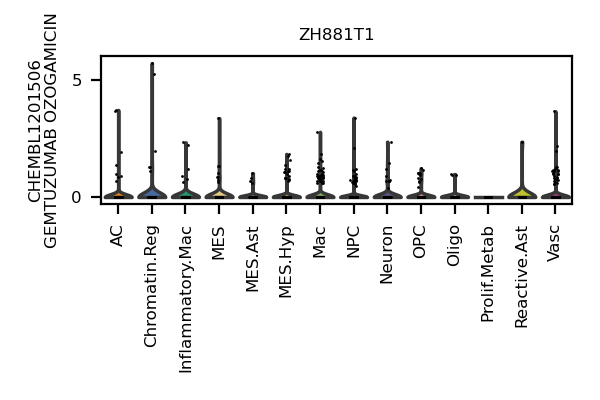 ZH881T1
CHEMBL1201506
GEMTUZUMAB OZOGAMICIN
5
0
AC
Chromatin.Reg
Inflammatory.Mac
MES
MES.Ast
MES.Hyp
Mac
NPC
Neuron
OPC
Oligo
Prolif.Metab
Reactive.Ast
Vasc